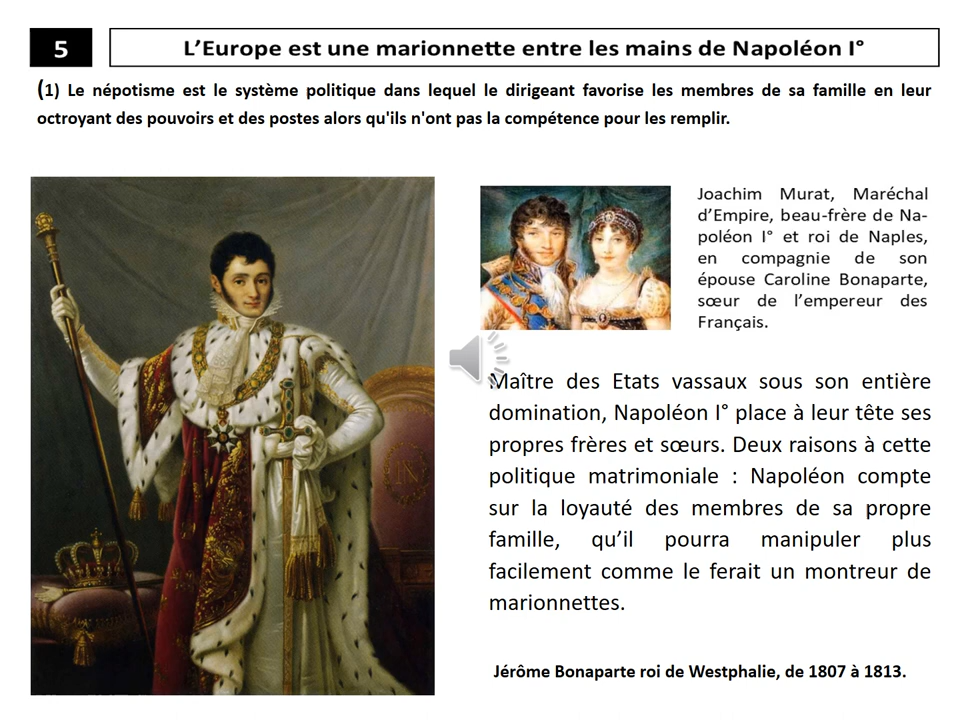 5
L’Europe est une marionnette entre les mains de Napoléon I°
(1) Le népotisme est le système politique dans lequel le dirigeant favorise les membres de sa famille en leur
octroyant des pouvoirs et des postes alors qu'ils n'ont pas la compétence pour les remplir.
Joachim Murat, Maréchal
d’Empire, beau-frère de Na-
poléon I° et roi de Naples,
en compagnie de son
épouse Caroline Bonaparte,
sœur de l’empereur des
Français.
Maître des Etats vassaux sous son entière
domination, Napoléon I° place à leur tête ses
propres frères et sœurs. Deux raisons à cette
politique matrimoniale : Napoléon compte
sur la loyauté des membres de sa propre
famille, qu’il pourra manipuler plus
facilement comme le ferait un montreur de
marionnettes.
Jérôme Bonaparte roi de Westphalie, de 1807 à 1813.